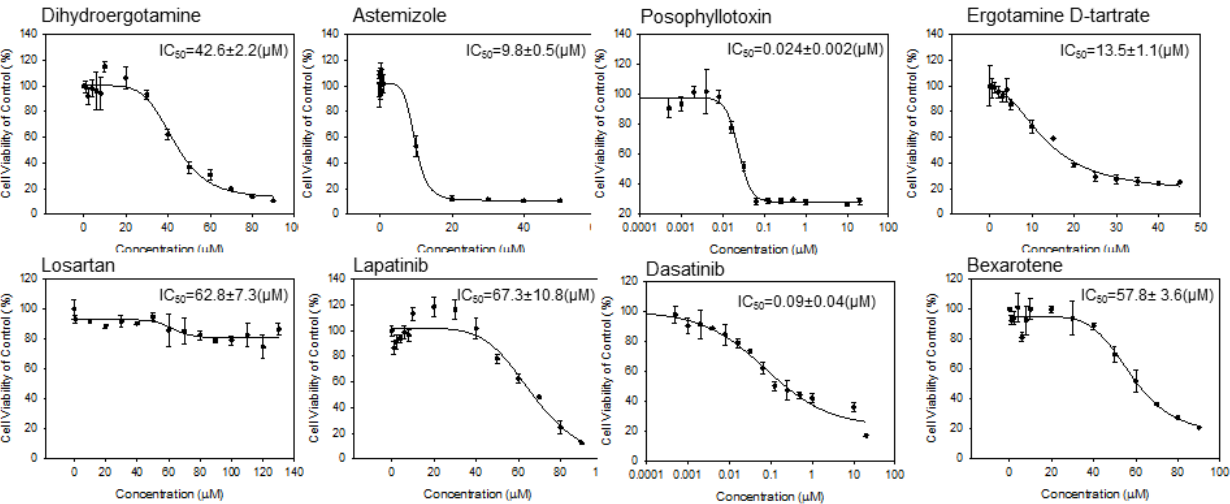 Dihydroergotamine
IC50=42.6±2.2(µM)
Cell Viability of Control (%)
140
120
100
80
60
40
20
0
0 20 40 60 80 10
Concentration (µM)
Astemizole
IC50=9.8±0.5(µM)
Cell Viability of Control (%)
140
120
100
80
60
40
20
0
0 20 40
Concentration (µM)
Posophyllotoxin
IC50=0.024±0.002(µM)
Cell Viability of Control (%)
140
120
100
80
60
40
20
0.0001 0.001 0.01 0.1 1 10 100
Concentration (µM)
Ergotamine D-tartrate
IC50=13.5±1.1(µM)
Cell Viability of Control (%)
140
120
100
80
60
40
20
0
0 10 20 30 40 50
Concentration (µM)
Losartan
IC50=62.8±7.3(µM)
Cell Viability of Control (%)
120
100
80
60
40
20
0
0 20 40 60 80 100 120 140
Concentration (µM)
Lapatinib
IC50=67.3±10.8(µM)
Cell Viability of Control (%)
140
120
100
80
60
40
20
0
0 20 40 60 80 1
Concentration (µM)
Dasatinib
IC50=0.09±0.04(µM)
Cell Viability of Control (%)
120
100
80
60
40
20
0
0.0001 0.001 0.01 0.1 1 10 100
Concentration (µM)
Bexarotene
IC50=57.8± 3.6(µM)
Cell Viability of Control (%)
120
100
80
60
40
20
0
0 20 40 60 80 100
Concentration (µM)